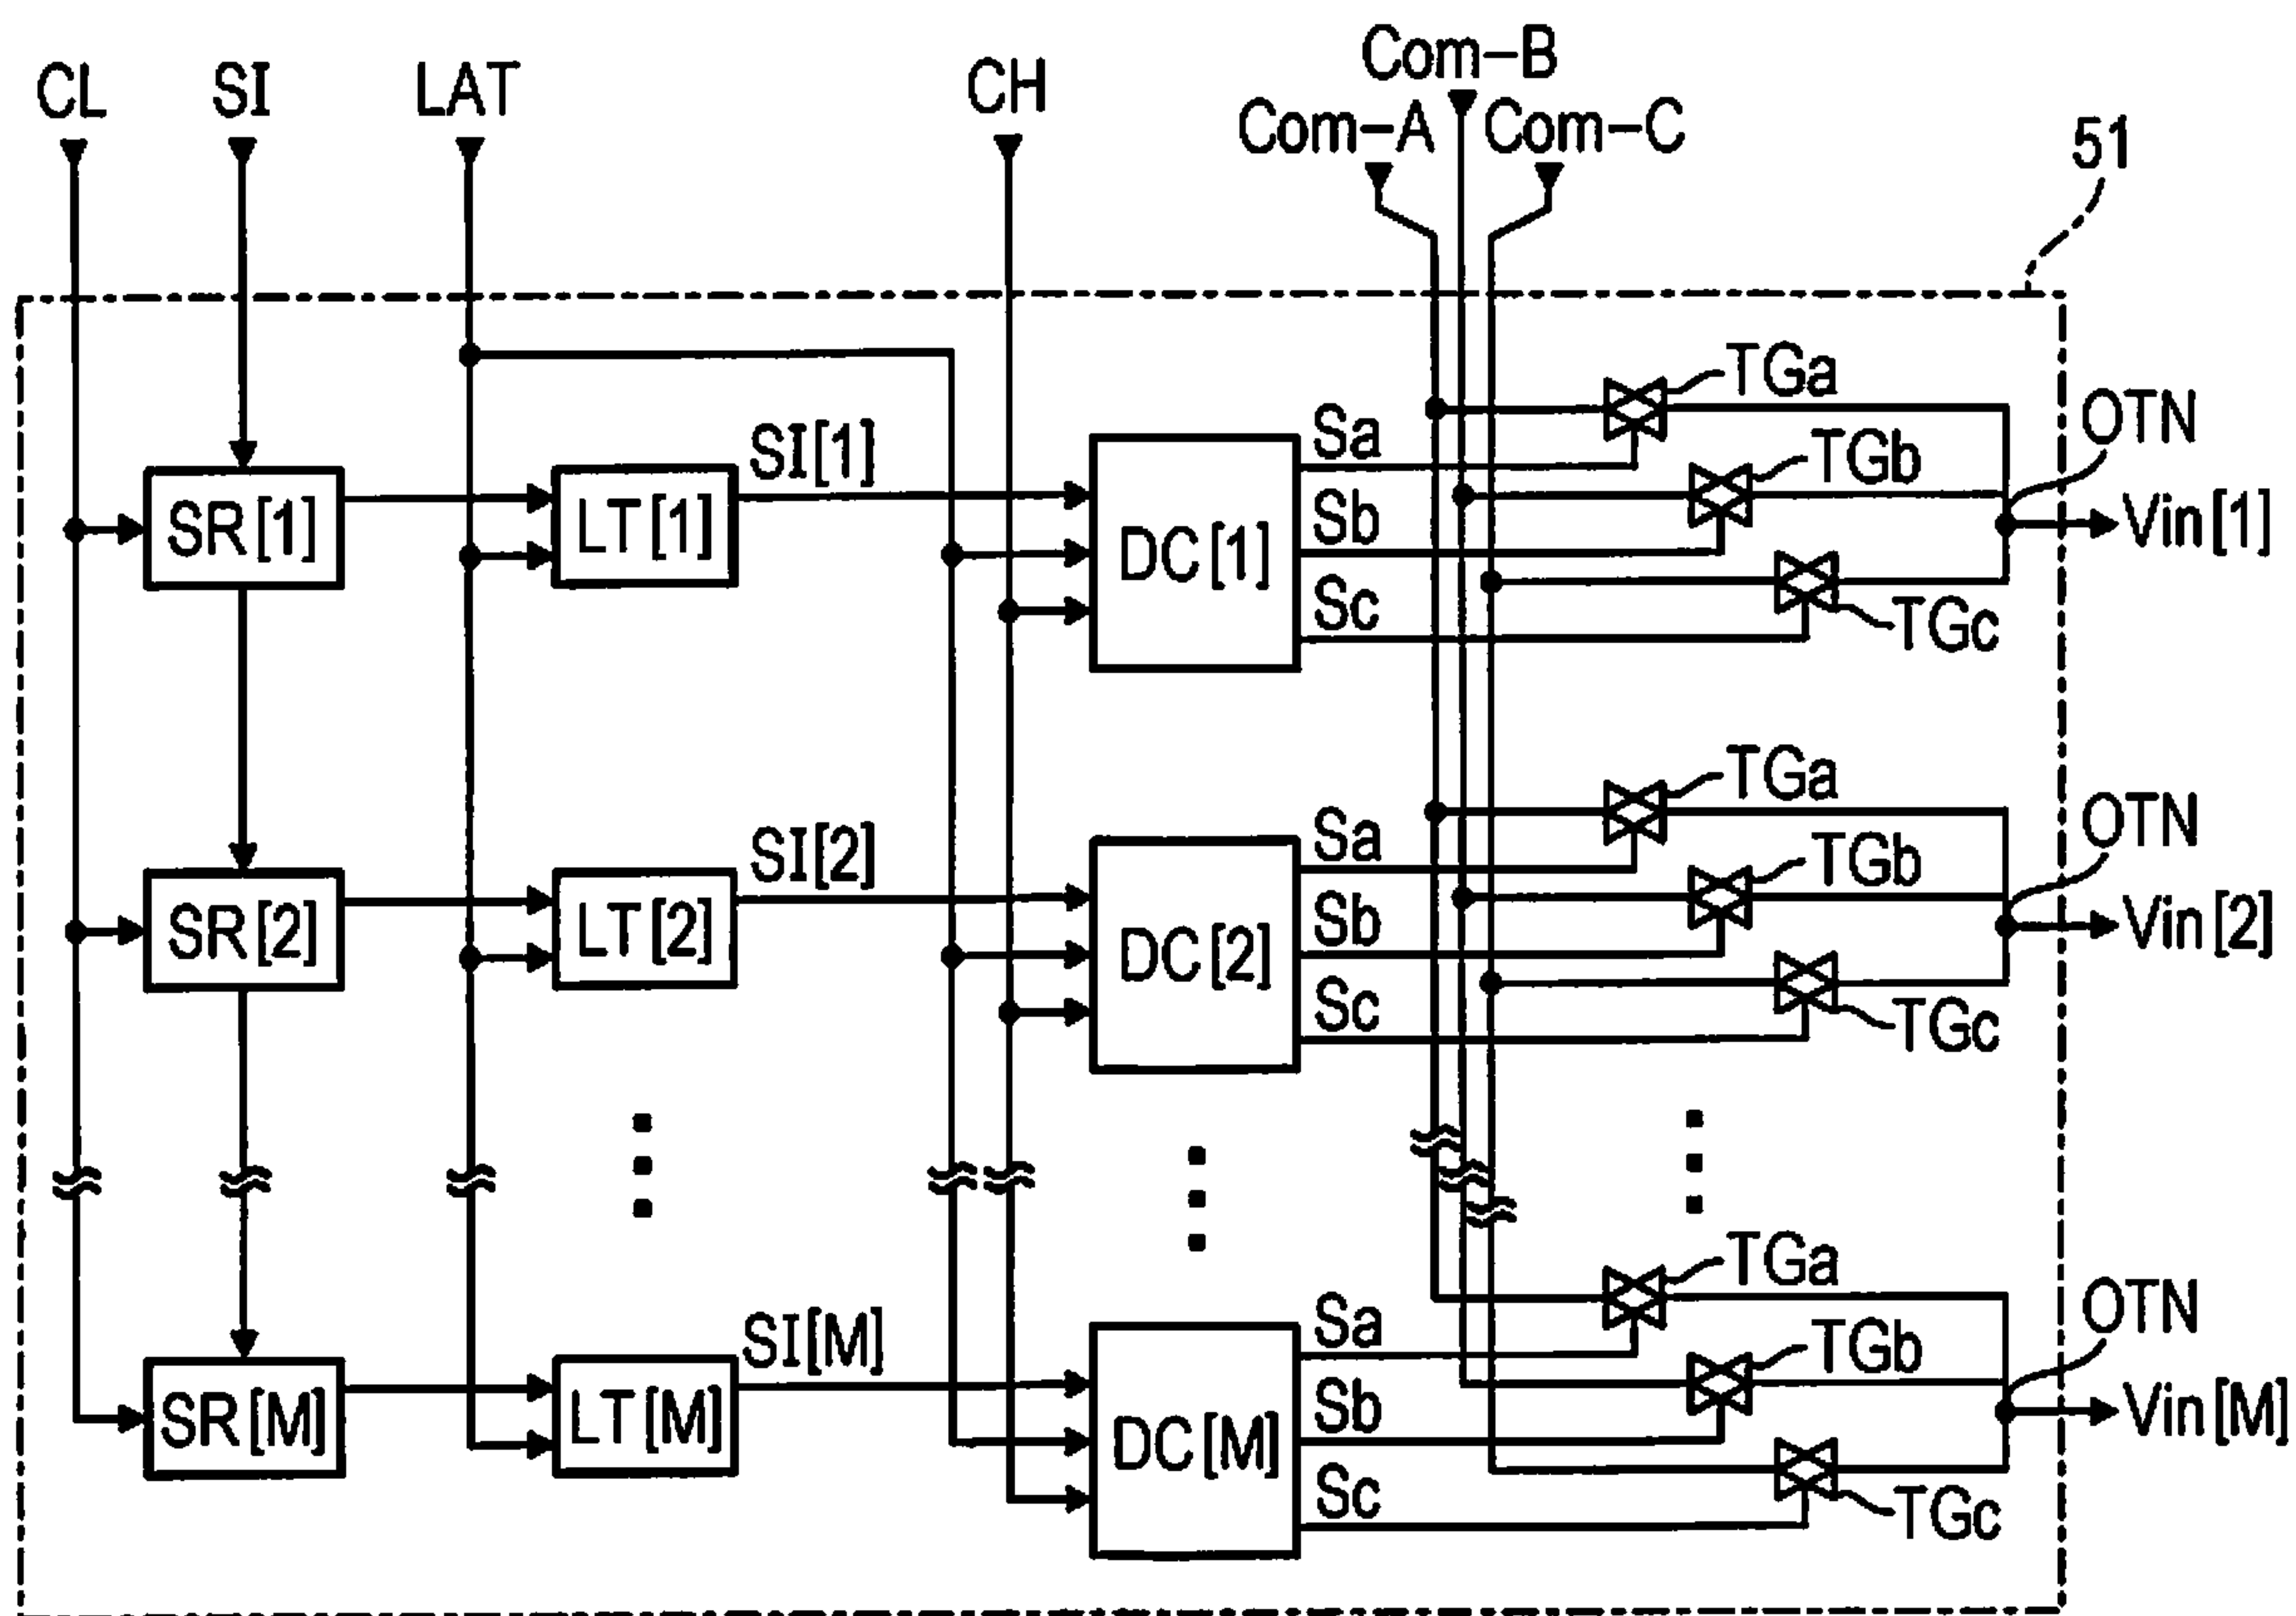 CL SI LAT CH Com-B
Com-A Com-C
51
TGa
OTN
Sa
TGb
SI[1]
SR[1] LT[1] DC[1] Sb Vin[1]
Sc
TGc
TGa
OTN
Sa
TGb
SI[2]
SR[2] LT[2] DC[2] Sb Vin[2]
Sc
TGc
TGa
OTN
Sa
TGb
SI[M]
SR[M] LT[M] DC[M] Sb Vin[M]
Sc
TGc